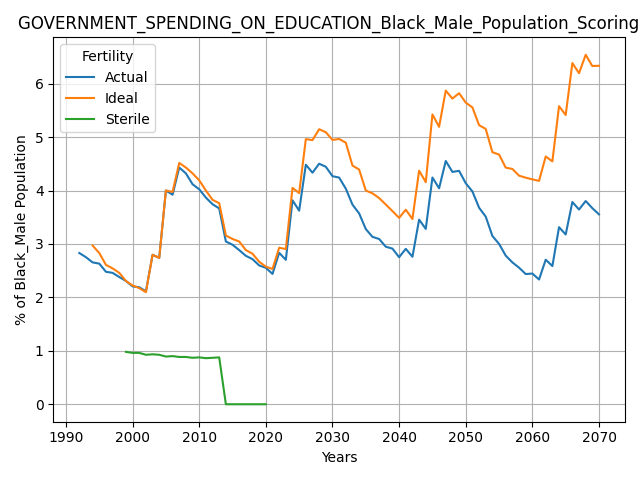 GOVERNMENT_SPENDING_ON_EDUCATION_Black_Male_Population_Scoring
Fertility
Actual
Ideal
Sterile
% of Black_Male Population
6
5
4
3
2
1
0
1990 2000 2010 2020 2030 2040 2050 2060 2070
Years